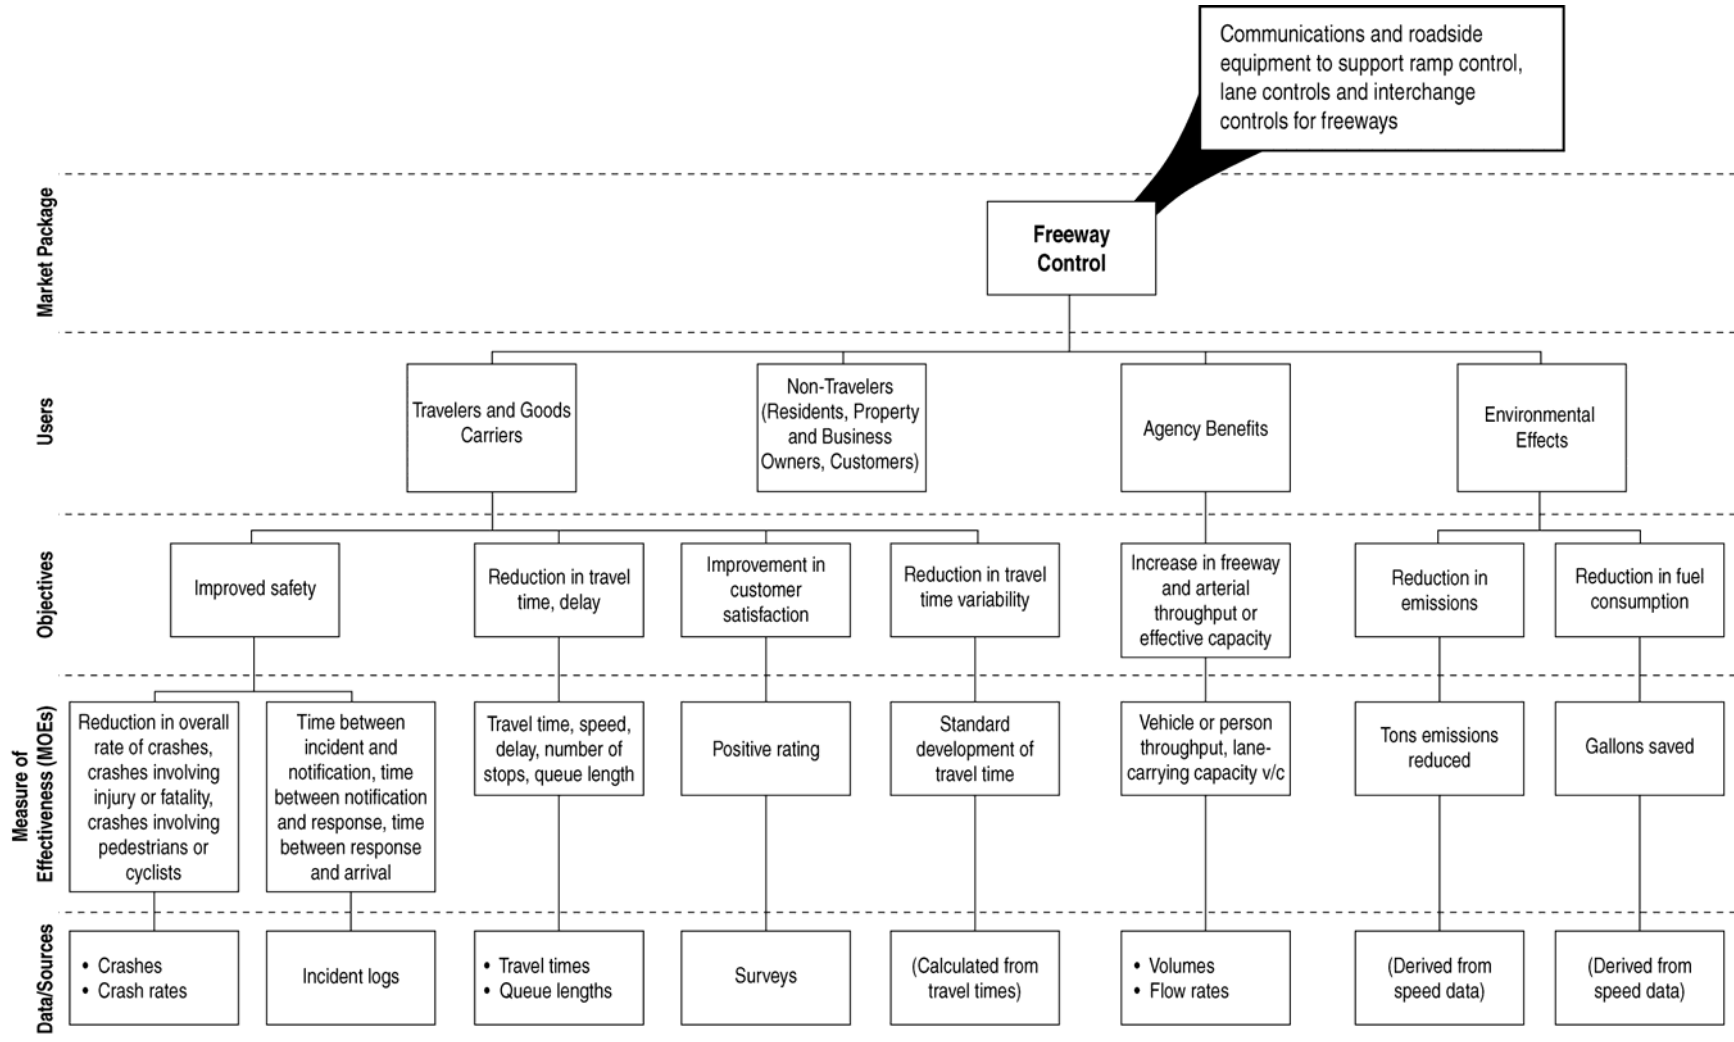 Communications and roadside
equipment to support ramp control,
lane controls and interchange
controls for freeways
Market Package
Freeway
Control
Users
Travelers and Goods
Carriers
Non-Travelers
(Residents, Property
and Business
Owners, Customers)
Agency Benefits
Environmental
Effects
Objectives
Improved safety
Reduction in travel
time, delay
Improvement in
customer
satisfaction
Reduction in travel
time variability
Increase in freeway
and arterial
throughput or
effective capacity
Reduction in
emissions
Reduction in fuel
consumption
Measure of
Effectiveness (MOEs)
Reduction in overall
rate of crashes,
crashes involving
injury or fatality,
crashes involving
pedestrians or
cyclists
Time between
incident and
notification, time
between notification
and response, time
between response
and arrival
Travel time, speed,
delay, number of
stops, queue length
Positive rating
Standard
development of
travel time
Vehicle or person
throughput, lane-
carrying capacity v/c
Tons emissions
reduced
Gallons saved
Data/Sources
• Crashes
• Crash rates
Incident logs
• Travel times
• Queue lengths
Surveys
(Calculated from
travel times)
• Volumes
• Flow rates
(Derived from
speed data)
(Derived from
speed data)